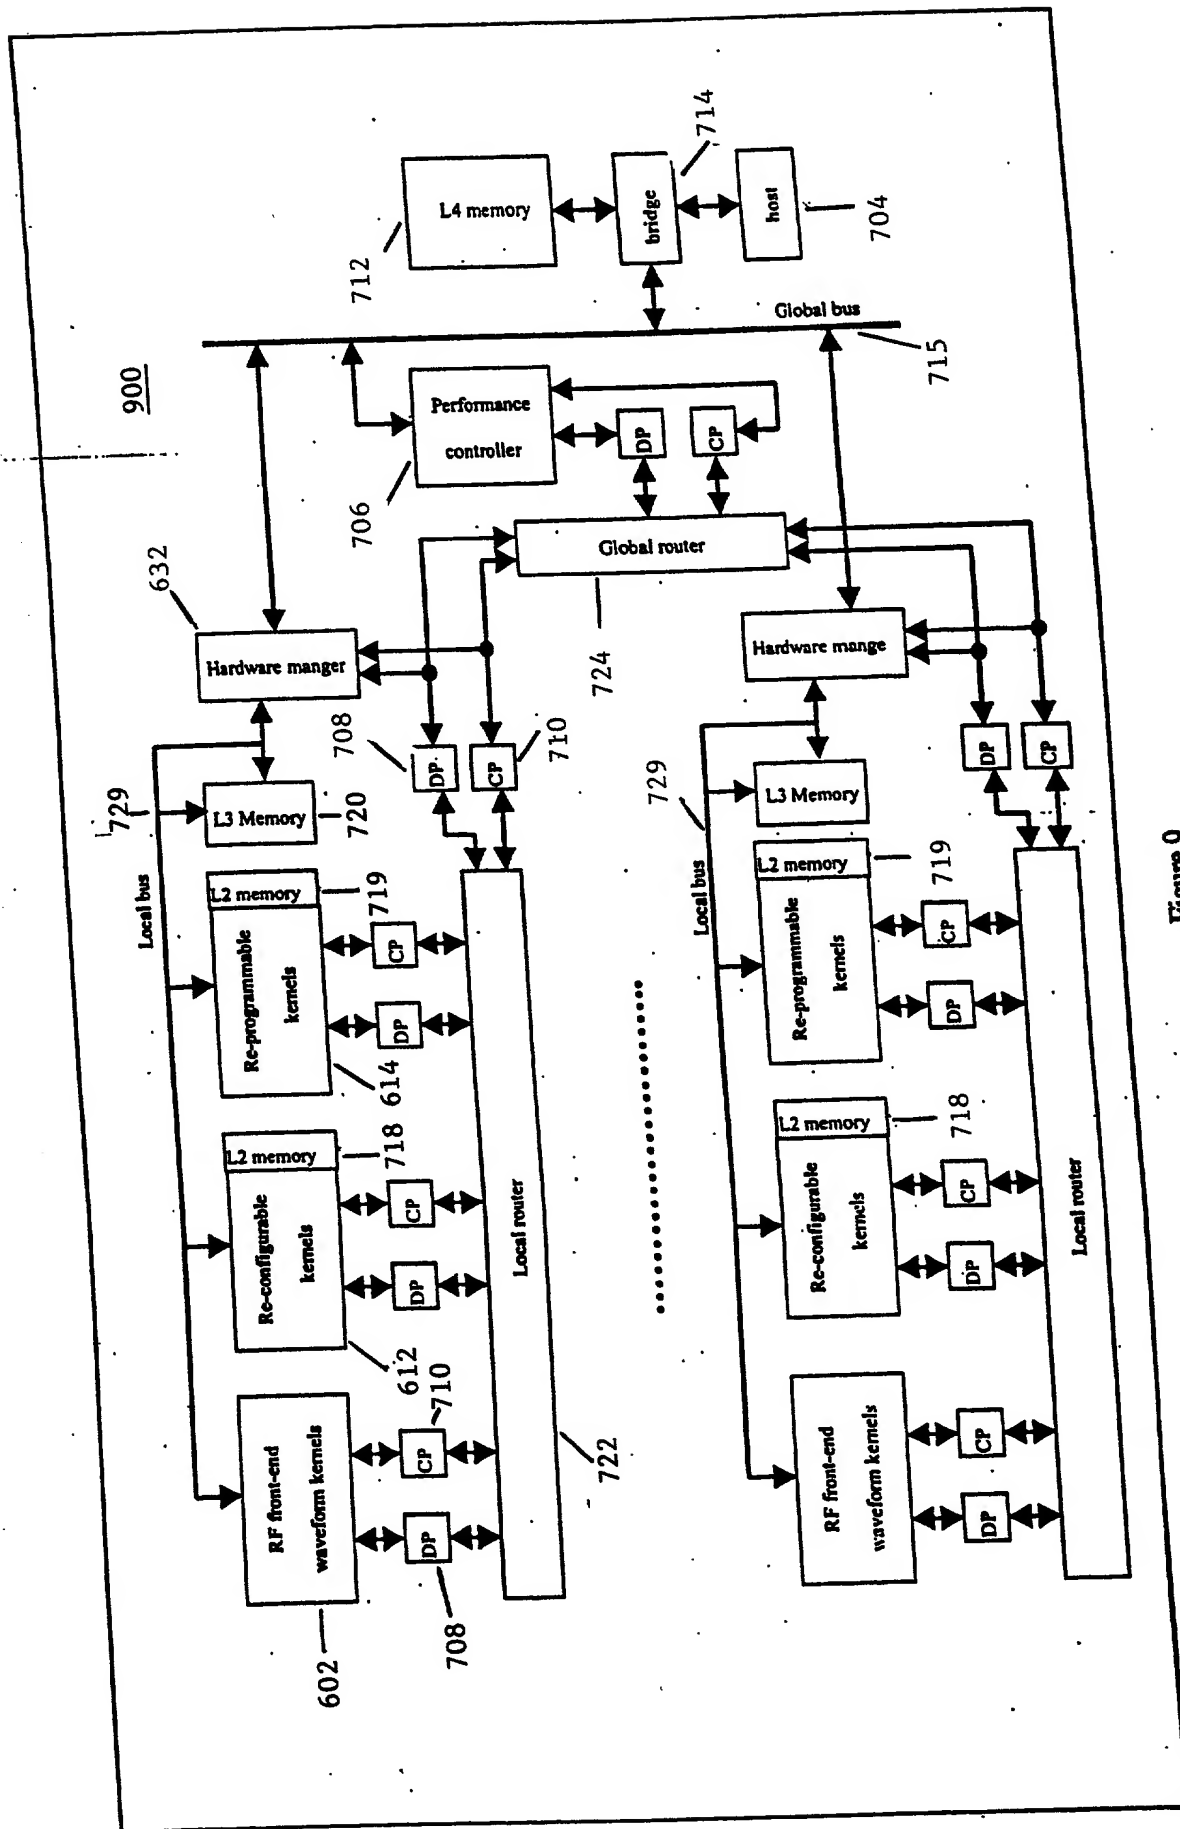 900
712
L4 memory
bridge
714
host
704
Global bus
715
Performance
controller
706
DP
CP
Global router
724
632
Hardware manger
Hardware mange
729
Local bus
L3 Memory
720
708
DP
CP
710
L2 memory
719
Re-programmable
kernels
614
CP
DP
L2 memory
718
Re-configurable
kernels
612
CP
DP
RF front-end
waveform kernels
602
CP
710
DP
708
Local router
722
729
Local bus
L3 Memory
DP
CP
L2 memory
719
Re-programmable
kernels
CP
DP
L2 memory
718
Re-configurable
kernels
CP
DP
RF front-end
waveform kernels
CP
DP
Local router